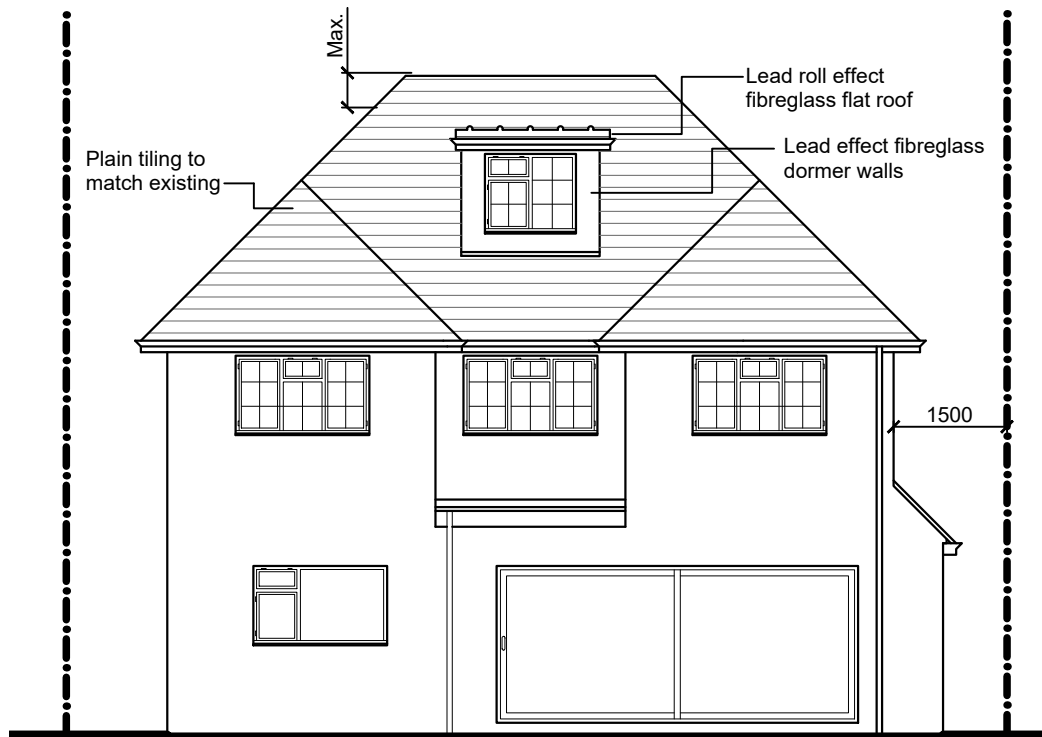 Max.
Lead roll effect
fibreglass flat roof
Lead effect fibreglass
dormer walls
Plain tiling to
match existing
1500